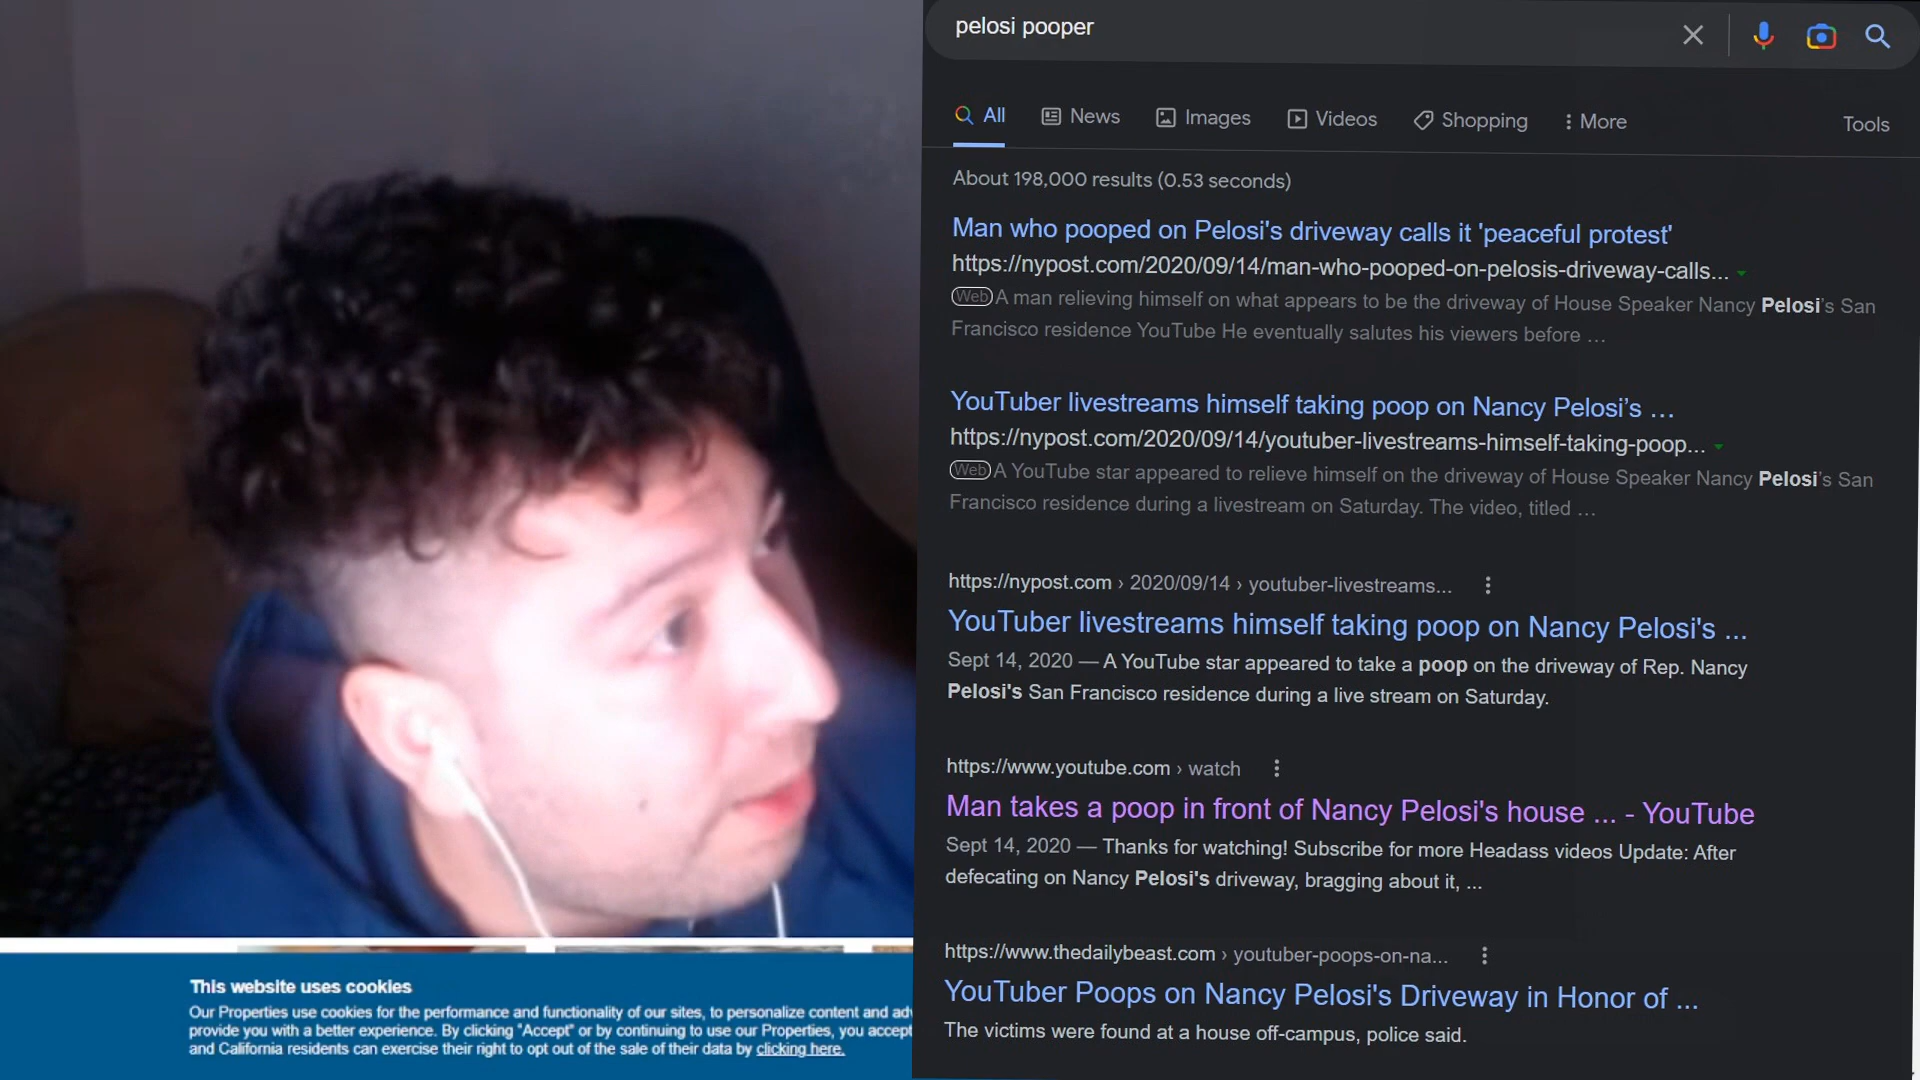 pelosi pooper
All
News
Images
Videos
Shopping
More
Tools
About 198,000 results (0.53 seconds)
Man who pooped on Pelosi's driveway calls it 'peaceful protest'
https://nypost.com/2020/09/14/man-who-pooped-on-pelosis-driveway-calls...
Web A man relieving himself on what appears to be the driveway of House Speaker Nancy Pelosi's San
Francisco residence YouTube He eventually salutes his viewers before ...
YouTuber livestreams himself taking poop on Nancy Pelosi’s ...
https://nypost.com/2020/09/14/youtuber-livestreams-himself-taking-poop...
Web A YouTube star appeared to relieve himself on the driveway of House Speaker Nancy Pelosi's San
Francisco residence during a livestream on Saturday. The video, titled ...
https://nypost.com › 2020/09/14 › youtuber-livestreams...
YouTuber livestreams himself taking poop on Nancy Pelosi's ...
Sept 14, 2020 — A YouTube star appeared to take a poop on the driveway of Rep. Nancy
Pelosi's San Francisco residence during a live stream on Saturday.
https://www.youtube.com › watch
Man takes a poop in front of Nancy Pelosi's house ... - YouTube
Sept 14, 2020 — Thanks for watching! Subscribe for more Headass videos Update: After
defecating on Nancy Pelosi's driveway, bragging about it, ...
https://www.thedailybeast.com › youtuber-poops-on-na...
YouTuber Poops on Nancy Pelosi's Driveway in Honor of ...
The victims were found at a house off-campus, police said.
This website uses cookies
Our Properties use cookies for the performance and functionality of our sites, to personalize content and adv
provide you with a better experience. By clicking "Accept" or by continuing to use our Properties, you accept
and California residents can exercise their right to opt out of the sale of their data by clicking here.